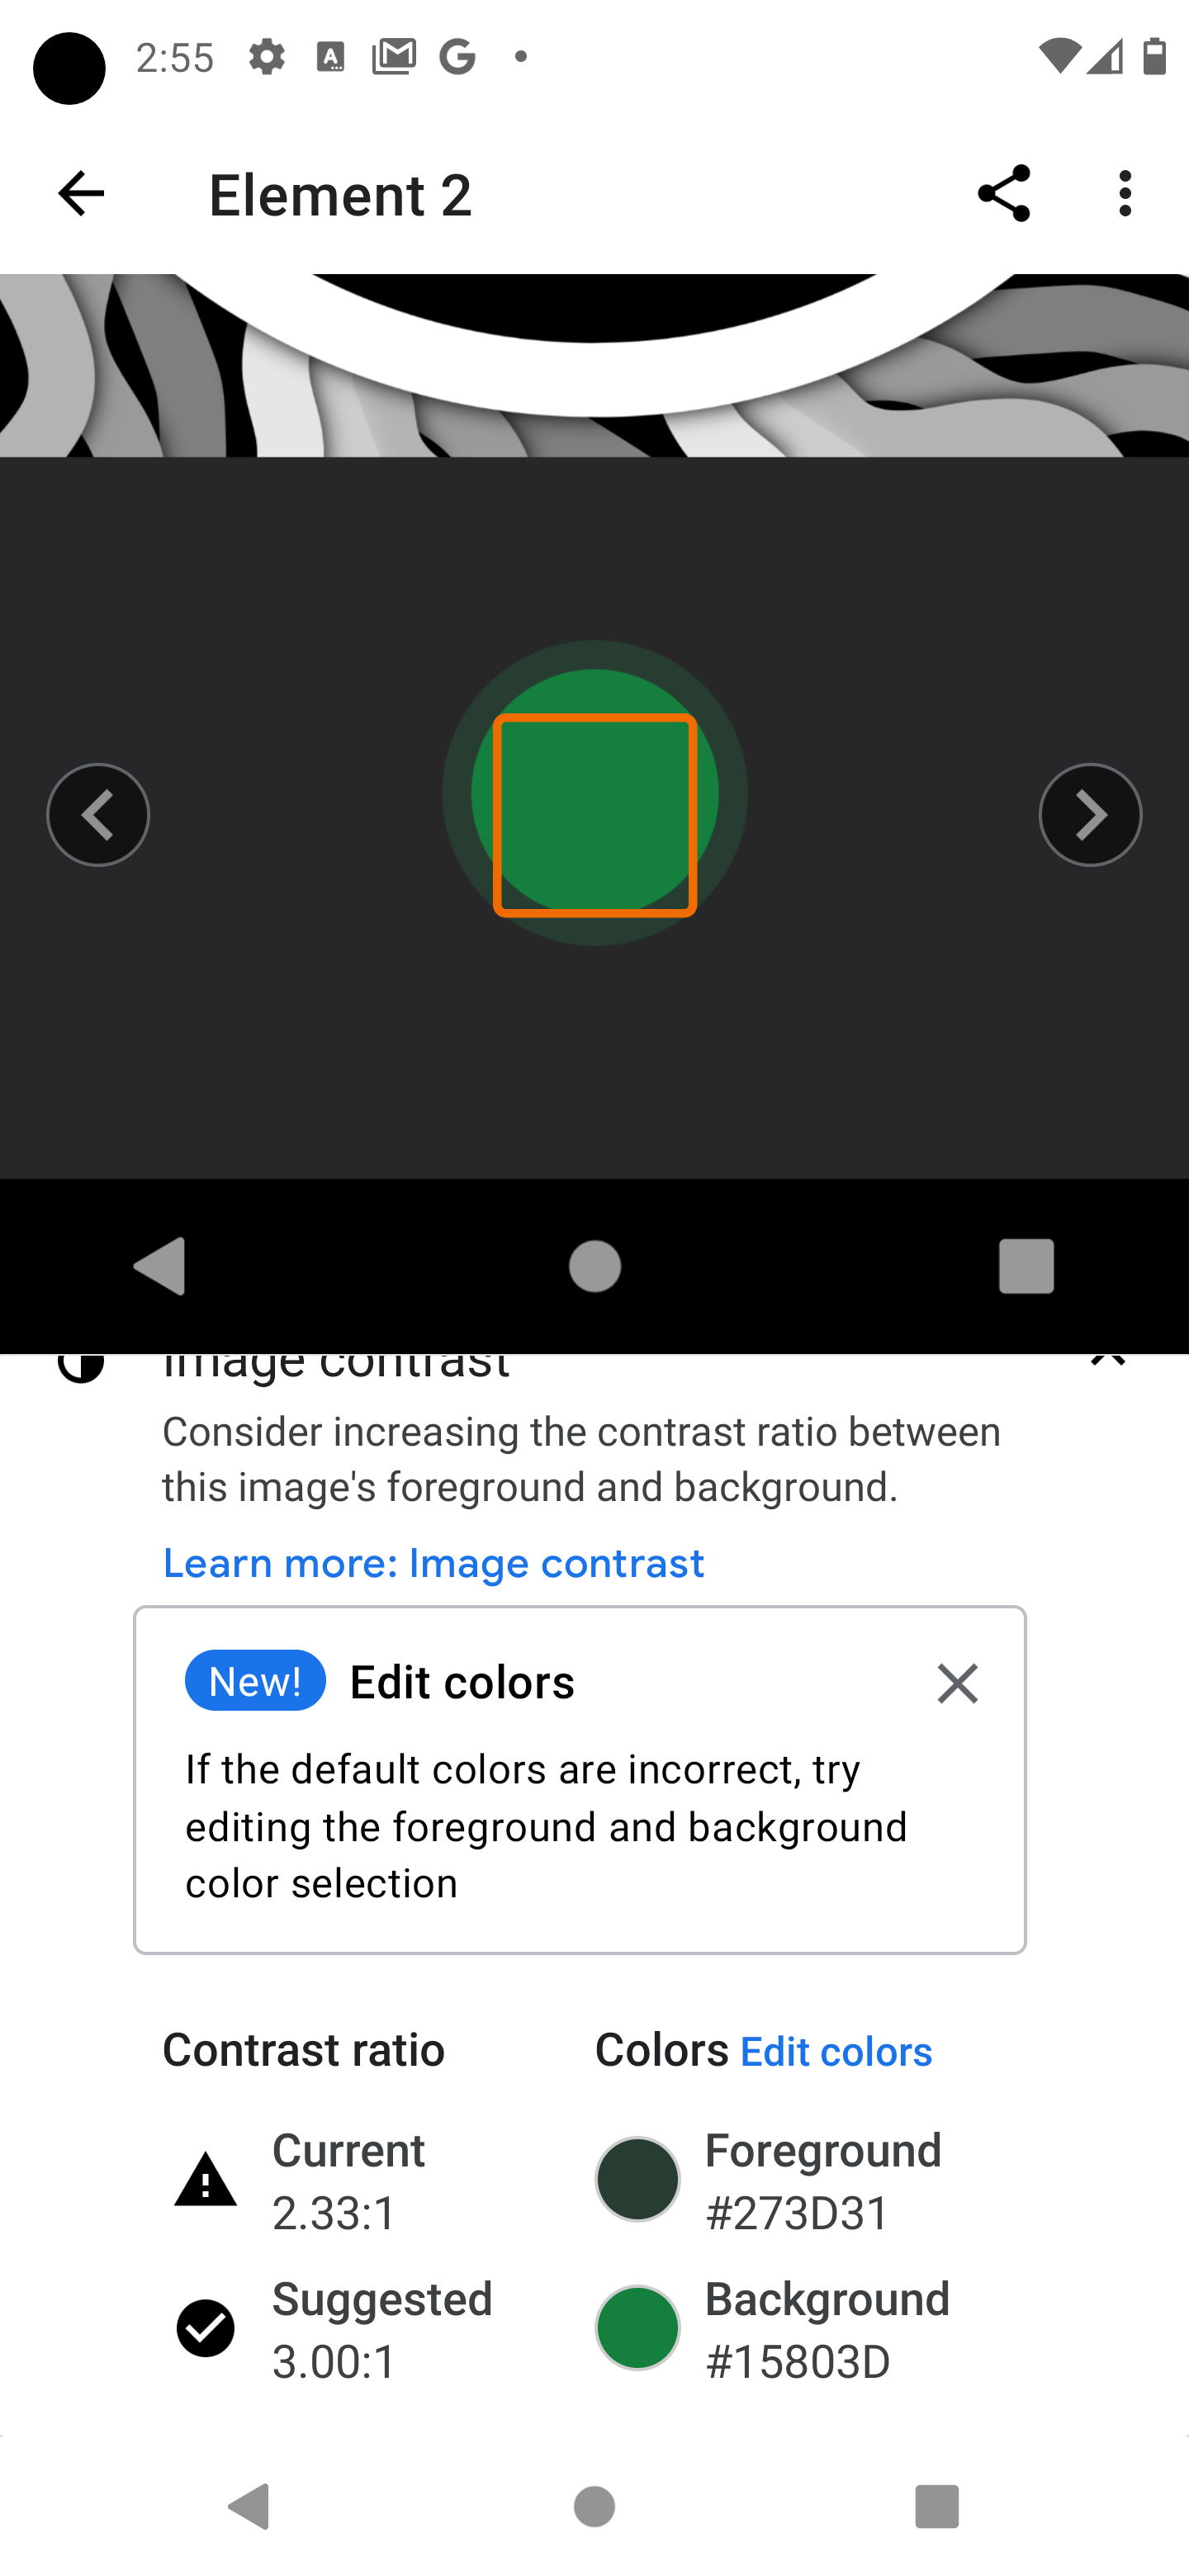 2:55
Element 2
Image contrast
Consider increasing the contrast ratio between
this image's foreground and background.
Learn more: Image contrast
New! Edit colors
If the default colors are incorrect, try
editing the foreground and background
color selection
Contrast ratio
Colors Edit colors
Current
2.33:1
Foreground
#273D31
Suggested
3.00:1
Background
#15803D